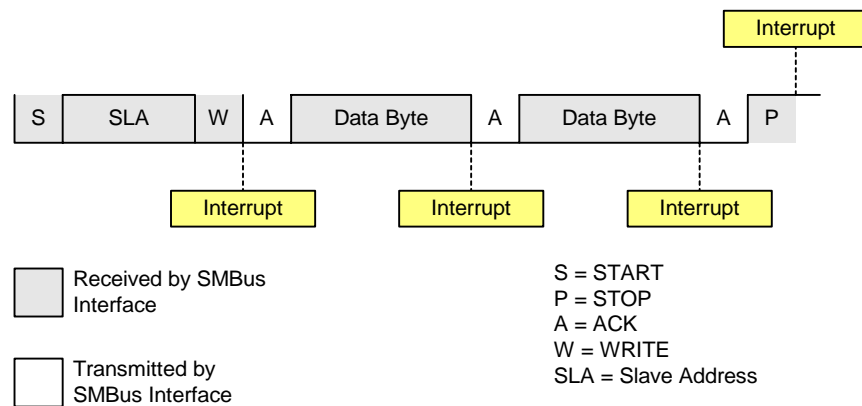 Interrupt
S SLA W A Data Byte A Data Byte A P
Interrupt Interrupt Interrupt
Received by SMBus
Interface
Transmitted by
SMBus Interface
S = START
P = STOP
A = ACK
W = WRITE
SLA = Slave Address